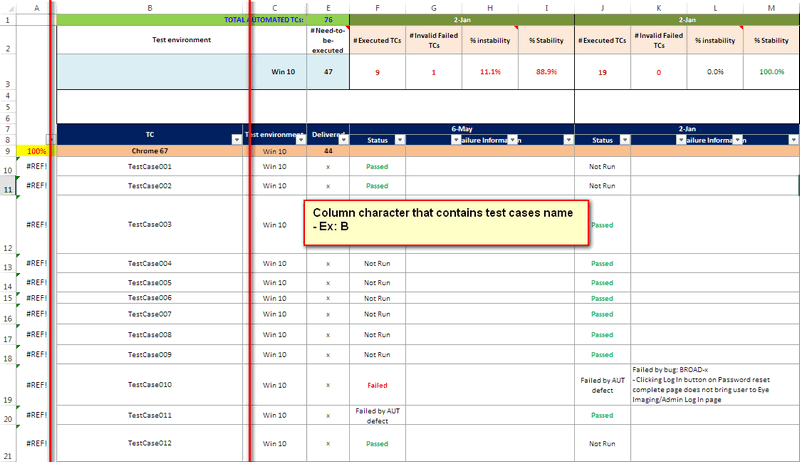 A B C E F G H I J K L M
1 TOTAL AUTOMATED TCs: 76 2-Jan 2-Jan
2 Test environment #Need-to-be-executed # Executed TCs # Invalid Failed TCs % instability % Stability # Executed TCs # Invalid Failed TCs % instability % Stability
3 Win 10 47 9 1 11.1% 88.9% 19 0 0.0% 100.0%
4
5
6
7 TC Test environment Delivered 6-May 2-Jan
8 Status Failure Information Status Failure Information
9 100% Chrome 67 Win 10 44
10 #REF! TestCase001 Win 10 x Passed Not Run
11 #REF! TestCase002 Win 10 x Passed Not Run
Column character that contains test cases name
- Ex: B
12 #REF! TestCase003 Win 10 Passed
13 #REF! TestCase004 Win 10 x Not Run Passed
14 #REF! TestCase005 Win 10 x Not Run Passed
15 #REF! TestCase006 Win 10 x Not Run Passed
16 #REF! TestCase007 Win 10 x Not Run Passed
17 #REF! TestCase008 Win 10 x Not Run Passed
18 #REF! TestCase009 Win 10 x Not Run Passed
19 #REF! TestCase010 Win 10 x Failed Failed by AUT defect Failed by bug: BROAD-x
- Clicking Log In button on Password reset
complete page does not bring user to Eye
Imaging/Admin Log In page
20 #REF! TestCase011 Win 10 x Failed by AUT defect Passed
21 #REF! TestCase012 Win 10 x Passed Not Run